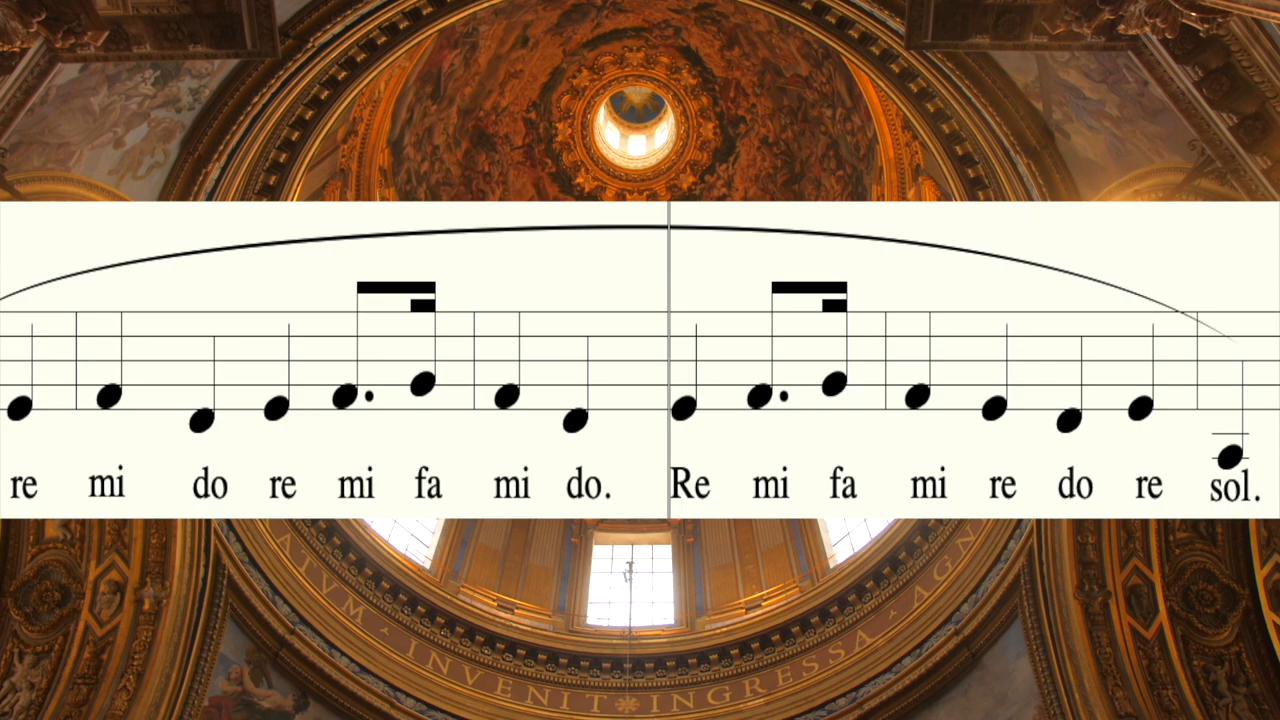 re mi do re mi fa mi do. Re mi fa mi re do re sol.
ATVM · INVENIT · INGRESSA · AGN